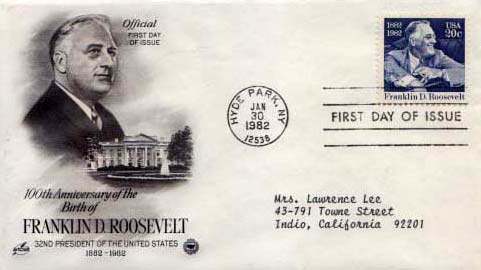 Official
FIRST DAY
OF ISSUE
1882
1982
USA
20c
Franklin D. Roosevelt
HYDE PARK, NY
JAN
30
1982
12538
FIRST DAY OF ISSUE
100th Anniversary of the
Birth of
FRANKLIN D. ROOSEVELT
32ND PRESIDENT OF THE UNITED STATES
1882 - 1982
Mrs. Lawrence Lee
43-791 Towne Street
Indio, California 92201